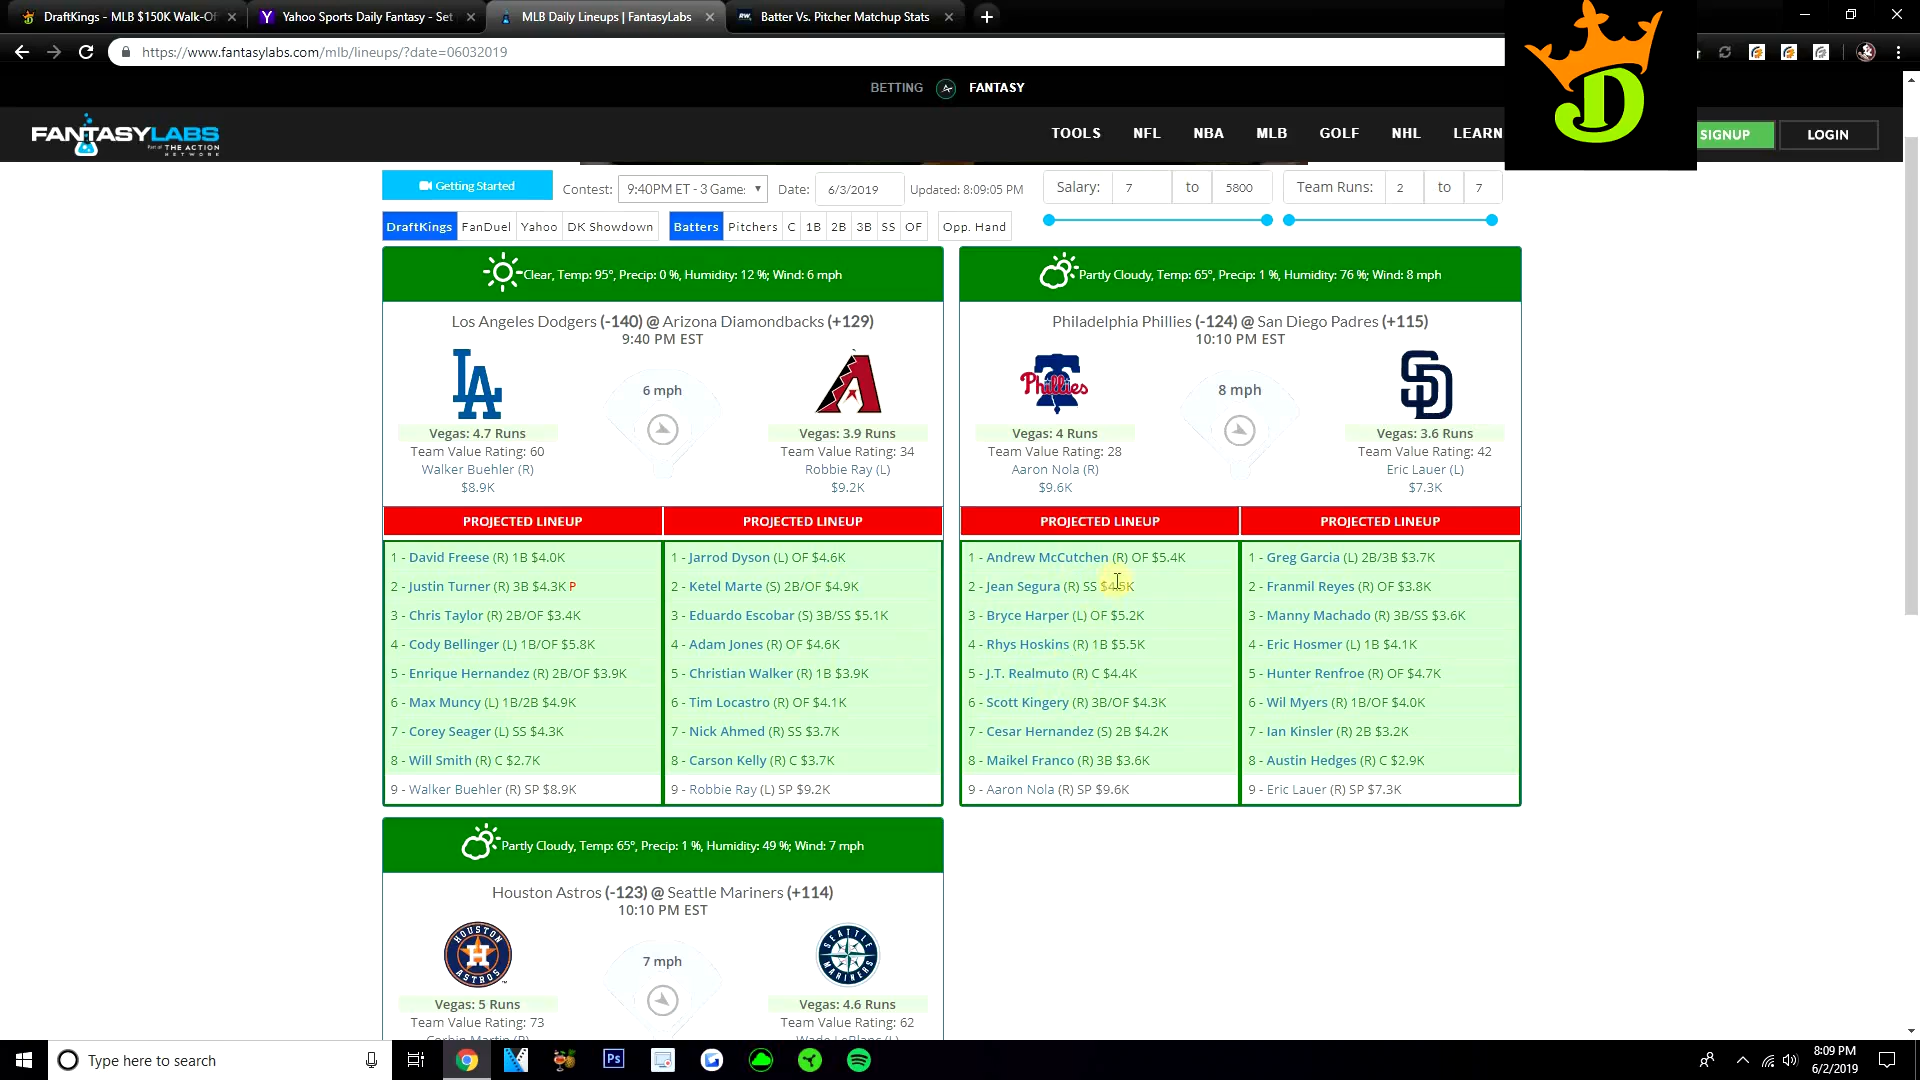 DraftKings - MLB $150K Walk-Of
Yahoo Sports Daily Fantasy - Set
MLB Daily Lineups | FantasyLabs
Batter Vs. Pitcher Matchup Stats
https://www.fantasylabs.com/mlb/lineups/?date=06032019
BETTING FANTASY
FANTASYLABS
Part of THE ACTION NETWORK
TOOLS NFL NBA MLB GOLF NHL LEARN
SIGNUP LOGIN
D
Getting Started Contest: 9:40PM ET - 3 Game: Date: 6/3/2019 Updated: 8:09:05 PM Salary: 7 to 5800 Team Runs: 2 to 7
DraftKings FanDuel Yahoo DK Showdown Batters Pitchers C 1B 2B 3B SS OF Opp. Hand
Clear, Temp: 95°, Precip: 0 %, Humidity: 12 %; Wind: 6 mph
Los Angeles Dodgers (-140) @ Arizona Diamondbacks (+129)
9:40 PM EST
LA
A
6 mph
Vegas: 4.7 Runs
Team Value Rating: 60
Walker Buehler (R)
$8.9K
Vegas: 3.9 Runs
Team Value Rating: 34
Robbie Ray (L)
$9.2K
PROJECTED LINEUP
1 - David Freese (R) 1B $4.0K
2 - Justin Turner (R) 3B $4.3K P
3 - Chris Taylor (R) 2B/OF $3.4K
4 - Cody Bellinger (L) 1B/OF $5.8K
5 - Enrique Hernandez (R) 2B/OF $3.9K
6 - Max Muncy (L) 1B/2B $4.9K
7 - Corey Seager (L) SS $4.3K
8 - Will Smith (R) C $2.7K
9 - Walker Buehler (R) SP $8.9K
PROJECTED LINEUP
1 - Jarrod Dyson (L) OF $4.6K
2 - Ketel Marte (S) 2B/OF $4.9K
3 - Eduardo Escobar (S) 3B/SS $5.1K
4 - Adam Jones (R) OF $4.6K
5 - Christian Walker (R) 1B $3.9K
6 - Tim Locastro (R) OF $4.1K
7 - Nick Ahmed (R) SS $3.7K
8 - Carson Kelly (R) C $3.7K
9 - Robbie Ray (L) SP $9.2K
Partly Cloudy, Temp: 65°, Precip: 1 %, Humidity: 76 %; Wind: 8 mph
Philadelphia Phillies (-124) @ San Diego Padres (+115)
10:10 PM EST
Phillies
SD
8 mph
Vegas: 4 Runs
Team Value Rating: 28
Aaron Nola (R)
$9.6K
Vegas: 3.6 Runs
Team Value Rating: 42
Eric Lauer (L)
$7.3K
PROJECTED LINEUP
1 - Andrew McCutchen (R) OF $5.4K
2 - Jean Segura (R) SS $4.5K
3 - Bryce Harper (L) OF $5.2K
4 - Rhys Hoskins (R) 1B $5.5K
5 - J.T. Realmuto (R) C $4.4K
6 - Scott Kingery (R) 3B/OF $4.3K
7 - Cesar Hernandez (S) 2B $4.2K
8 - Maikel Franco (R) 3B $3.6K
9 - Aaron Nola (R) SP $9.6K
PROJECTED LINEUP
1 - Greg Garcia (L) 2B/3B $3.7K
2 - Franmil Reyes (R) OF $3.8K
3 - Manny Machado (R) 3B/SS $3.6K
4 - Eric Hosmer (L) 1B $4.1K
5 - Hunter Renfroe (R) OF $4.7K
6 - Wil Myers (R) 1B/OF $4.0K
7 - Ian Kinsler (R) 2B $3.2K
8 - Austin Hedges (R) C $2.9K
9 - Eric Lauer (R) SP $7.3K
Partly Cloudy, Temp: 65°, Precip: 1 %, Humidity: 49 %; Wind: 7 mph
Houston Astros (-123) @ Seattle Mariners (+114)
10:10 PM EST
HOUSTON H ASTROS
SEATTLE MARINERS
7 mph
Vegas: 5 Runs
Team Value Rating: 73
Corbin Martin (R)
Vegas: 4.6 Runs
Team Value Rating: 62
Wade LeBlanc (L)
Type here to search
Ps
8:09 PM
6/2/2019